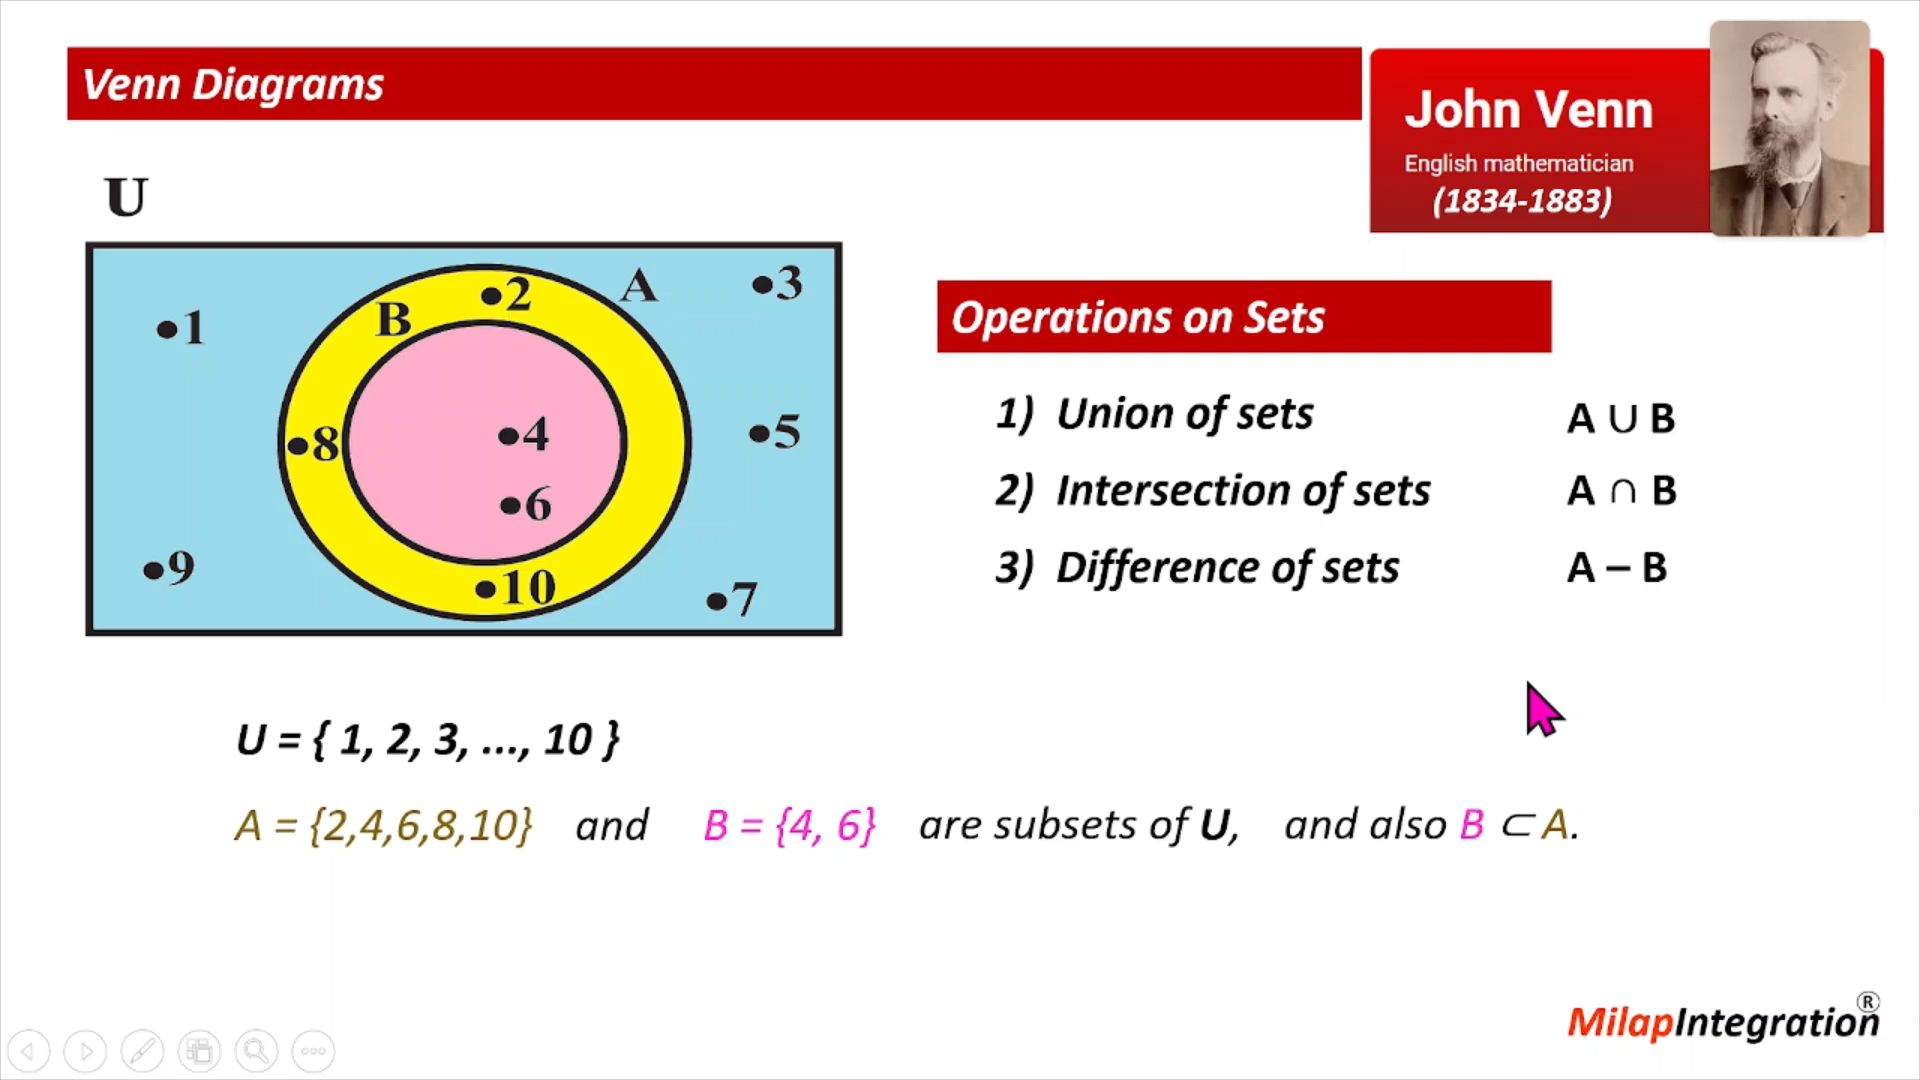 Venn Diagrams
John Venn
English mathematician
(1834-1883)
U
A
B
•2
•3
•1
•4
•5
•8
•6
•9
•10
•7
Operations on Sets
1) Union of sets A ∪ B
2) Intersection of sets A ∩ B
3) Difference of sets A – B
U = { 1, 2, 3, ..., 10 }
A = {2,4,6,8,10} and B = {4, 6} are subsets of U, and also B ⊂ A.
MilapIntegration®